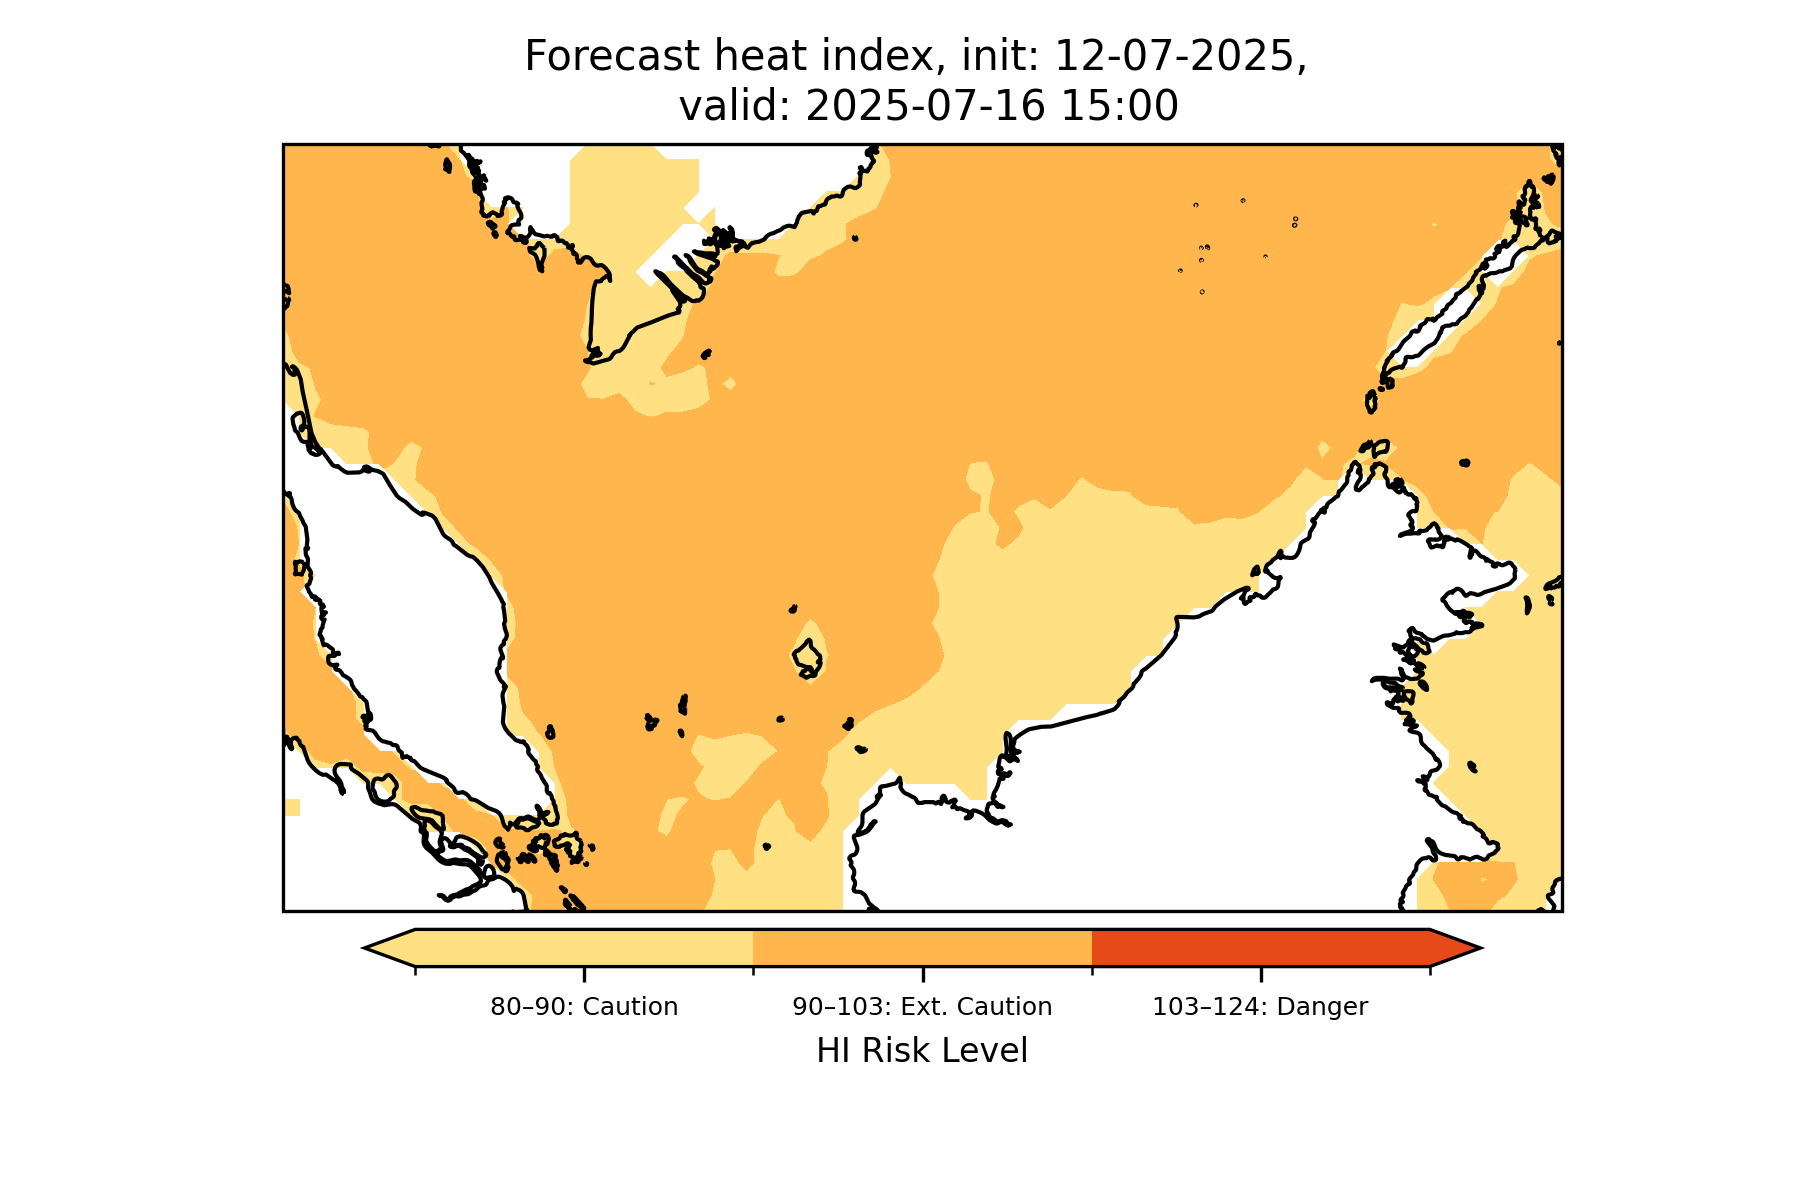 Forecast heat index, init: 12-07-2025,
valid: 2025-07-16 15:00
80–90: Caution
90–103: Ext. Caution
103–124: Danger
HI Risk Level